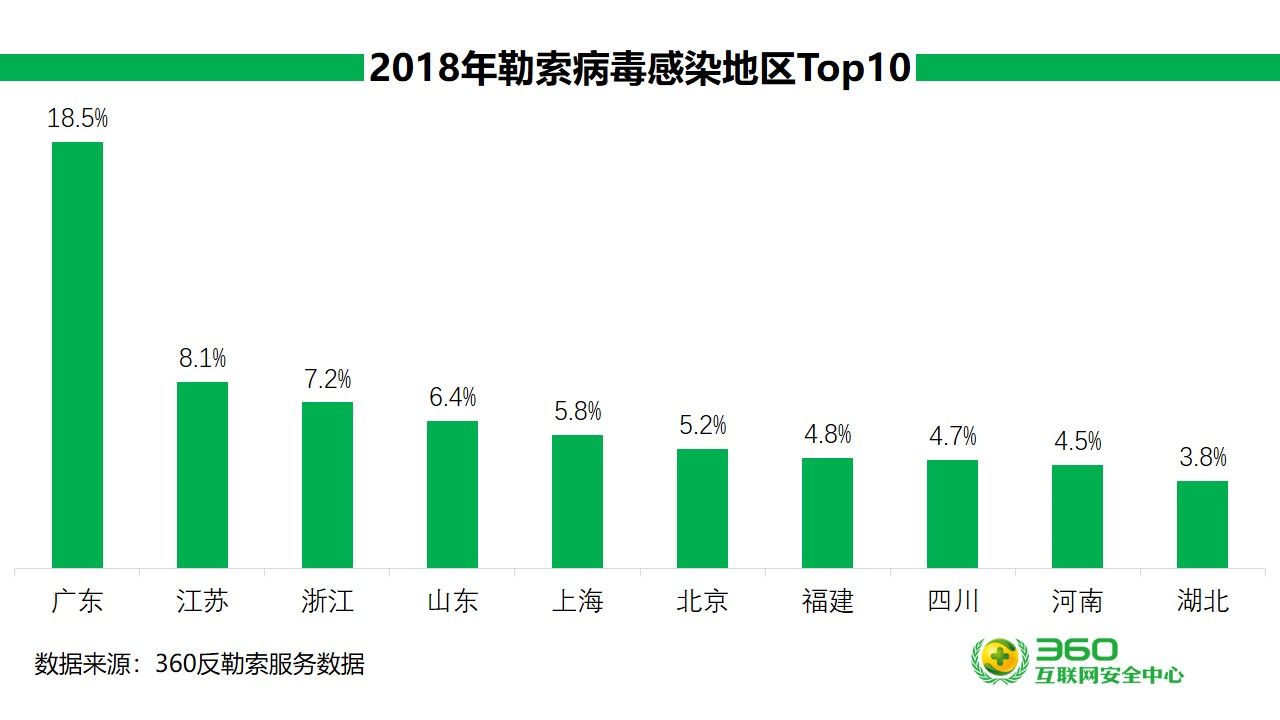 2018年勒索病毒感染地区Top10
18.5%
8.1%
7.2%
6.4%
5.8%
5.2%
4.8%
4.7%
4.5%
3.8%
广东 江苏 浙江 山东 上海 北京 福建 四川 河南 湖北
数据来源：360反勒索服务数据
360
互联网安全中心